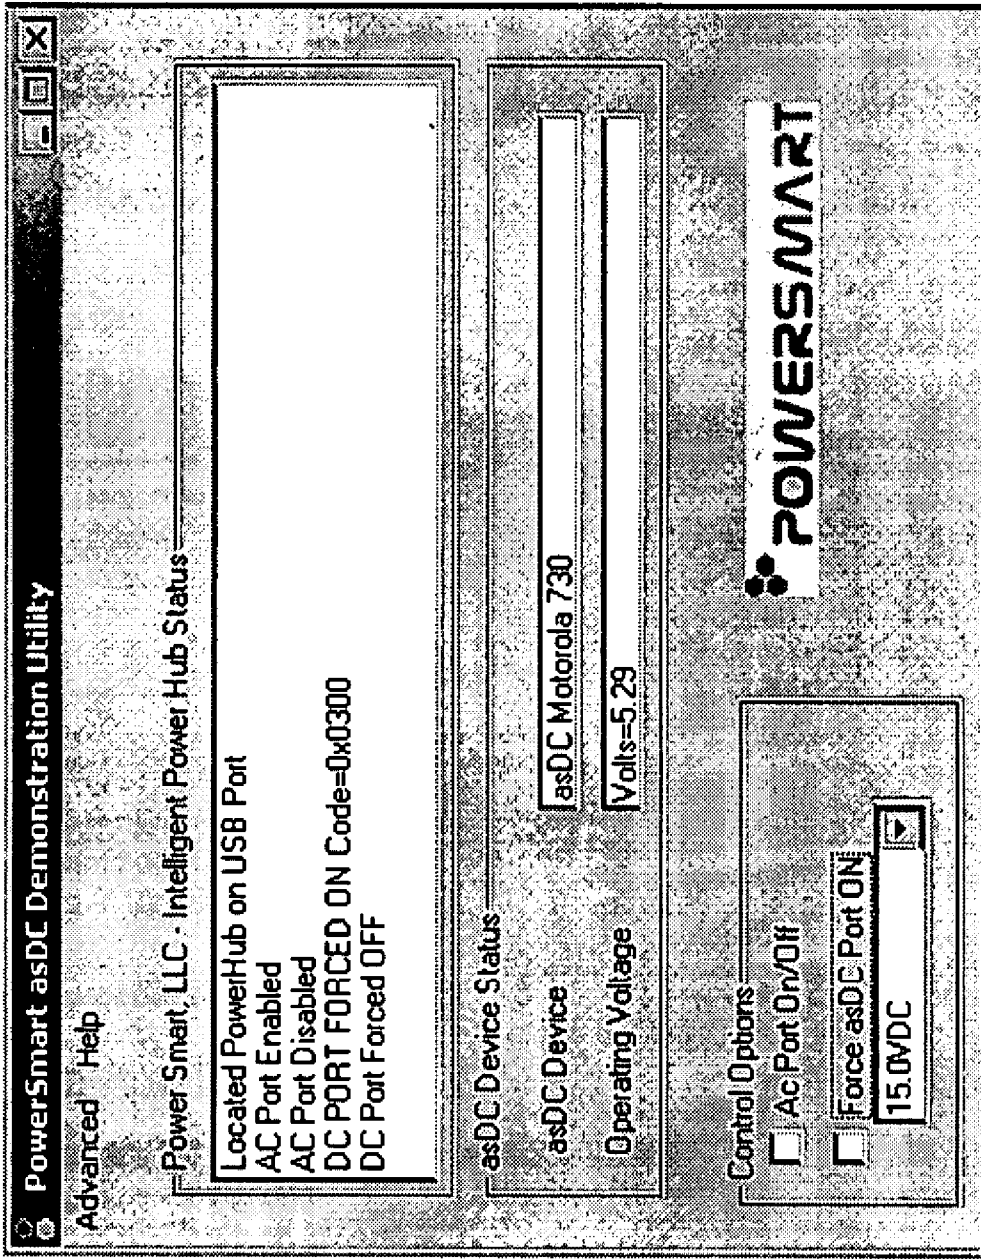 PowerSmart asDC Demonstration Utility
Advanced Help
Power Smart, LLC - Intelligent Power Hub Status
Located PowerHub on USB Port
AC Port Enabled
AC Port Disabled
DC PORT FORCED ON Code=0x0300
DC Port Forced OFF
asDC Device Status
asDC Device
asDC Motorola 730
Operating Voltage
Volts=5.29
Control Options
Ac Port On/Off
Force asDC Port ON
15.0VDC
POWERSMART